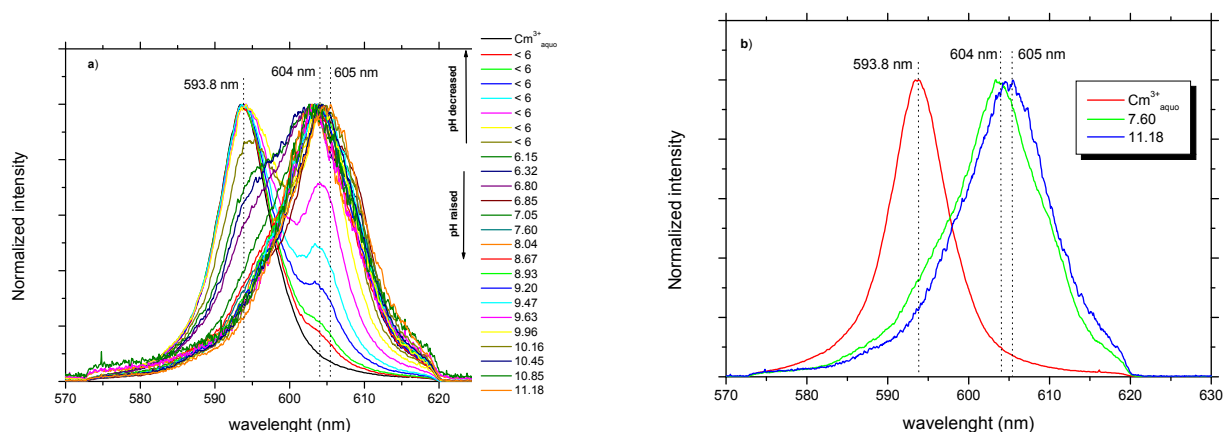 a)
593.8 nm
604 nm
605 nm
pH decreased
pH raised
Cm3+aquo
< 6
< 6
< 6
< 6
< 6
< 6
< 6
6.15
6.32
6.80
6.85
7.05
7.60
8.04
8.67
8.93
9.20
9.47
9.63
9.96
10.16
10.45
10.85
11.18
Normalized intensity
570 580 590 600 610 620
wavelenght (nm)
b)
593.8 nm
604 nm
605 nm
Cm3+aquo
7.60
11.18
Normalized intensity
570 580 590 600 610 620 630
wavelenght (nm)